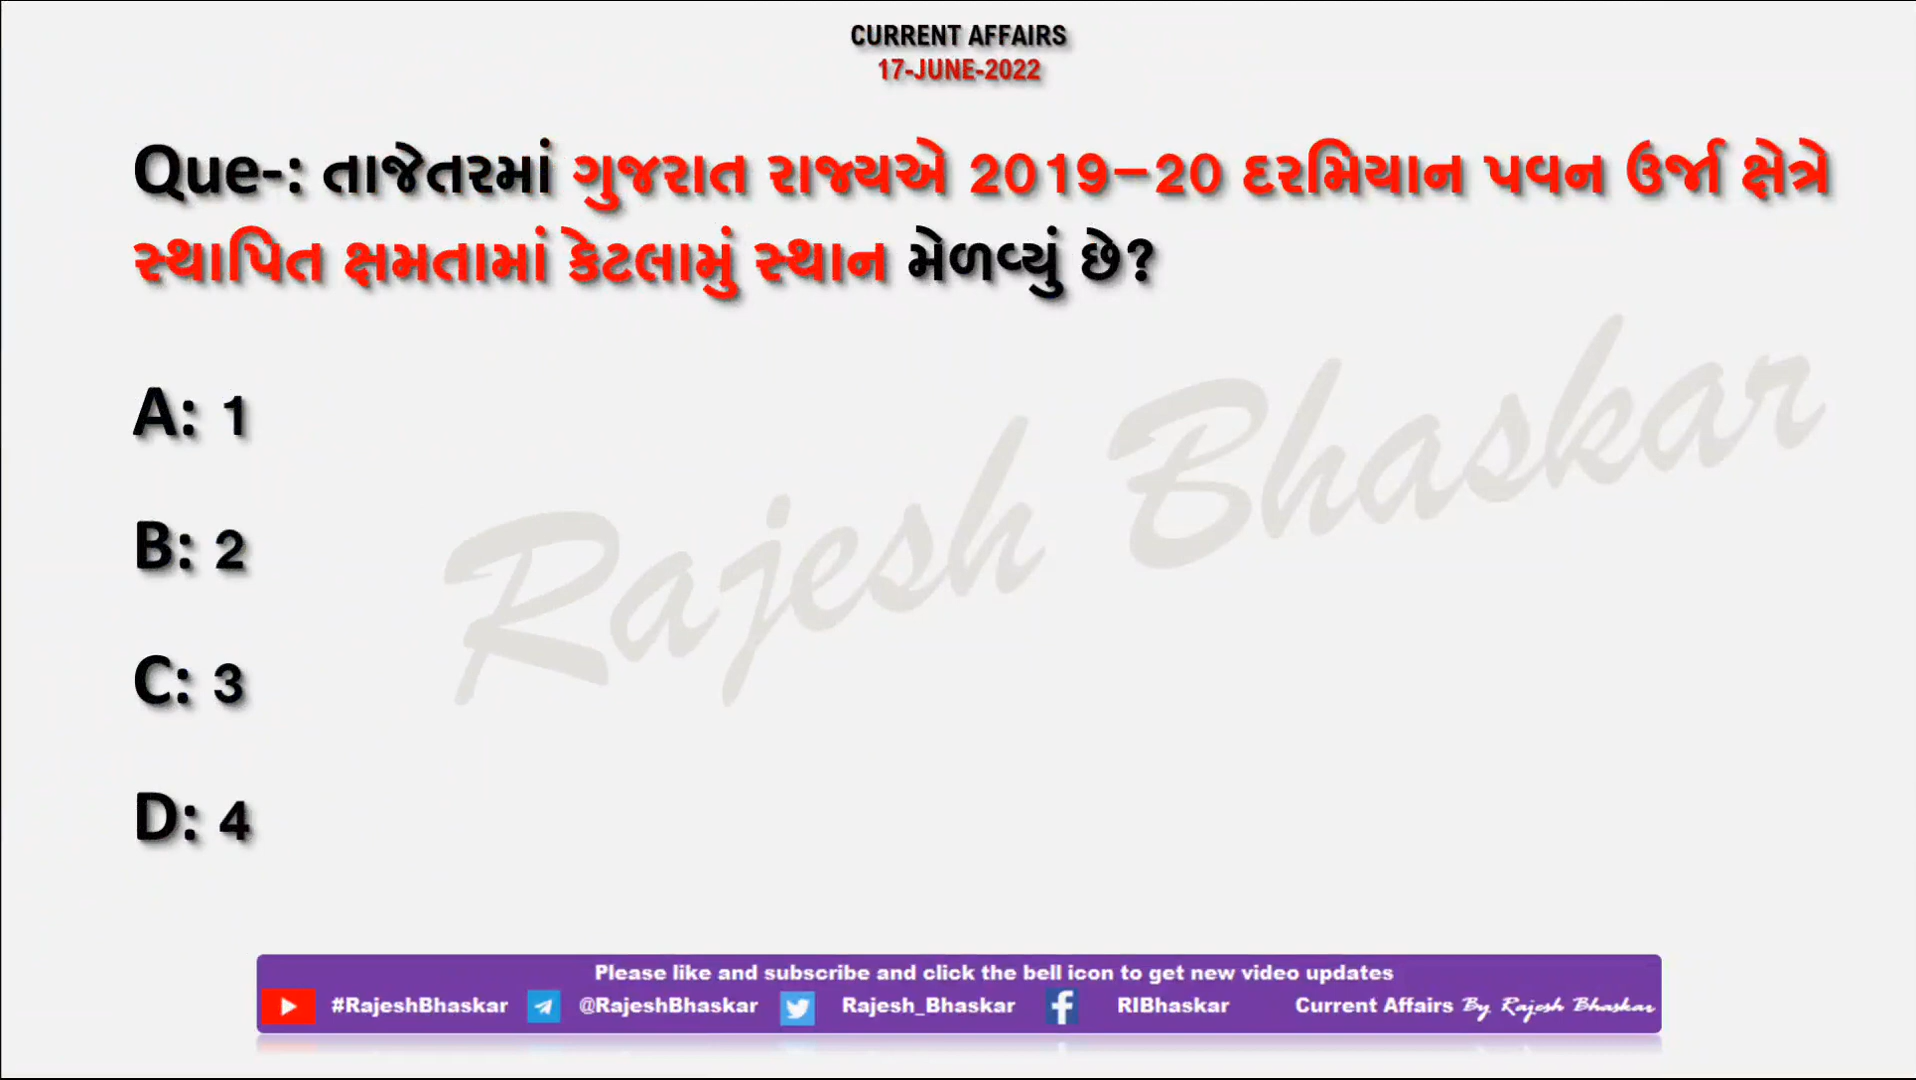 CURRENT AFFAIRS
17-JUNE-2022
Que-: તાજેતરમાં ગુજરાત રાજ્યએ 2019–20 દરમિયાન પવન ઉર્જા ક્ષેત્રે
સ્થાપિત ક્ષમતામાં કેટલામું સ્થાન મેળવ્યું છે?
A: 1
B: 2
C: 3
D: 4
Rajesh Bhaskar
Please like and subscribe and click the bell icon to get new video updates
#RajeshBhaskar @RajeshBhaskar Rajesh_Bhaskar RIBhaskar Current Affairs By Rajesh Bhaskar